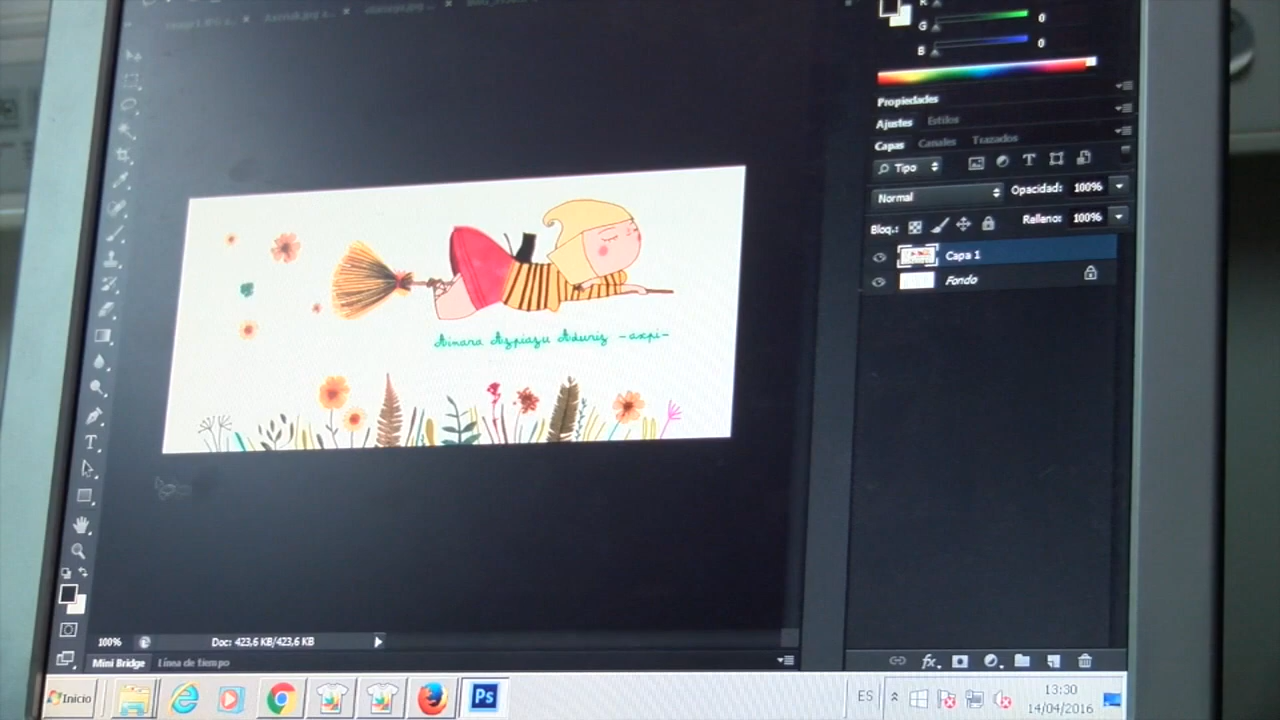 G 0
B 0
Propiedades
Ajustes Estilos
Capas Canales Trazados
Tipo
Normal Opacidad: 100%
Bloq.: Relleno: 100%
Capa 1
Fondo
Ainara Azpiazu Aduriz -axpi-
100% Doc: 423,6 KB/423,6 KB
Mini Bridge Línea de tiempo
Inicio Ps ES 13:30
14/04/2016